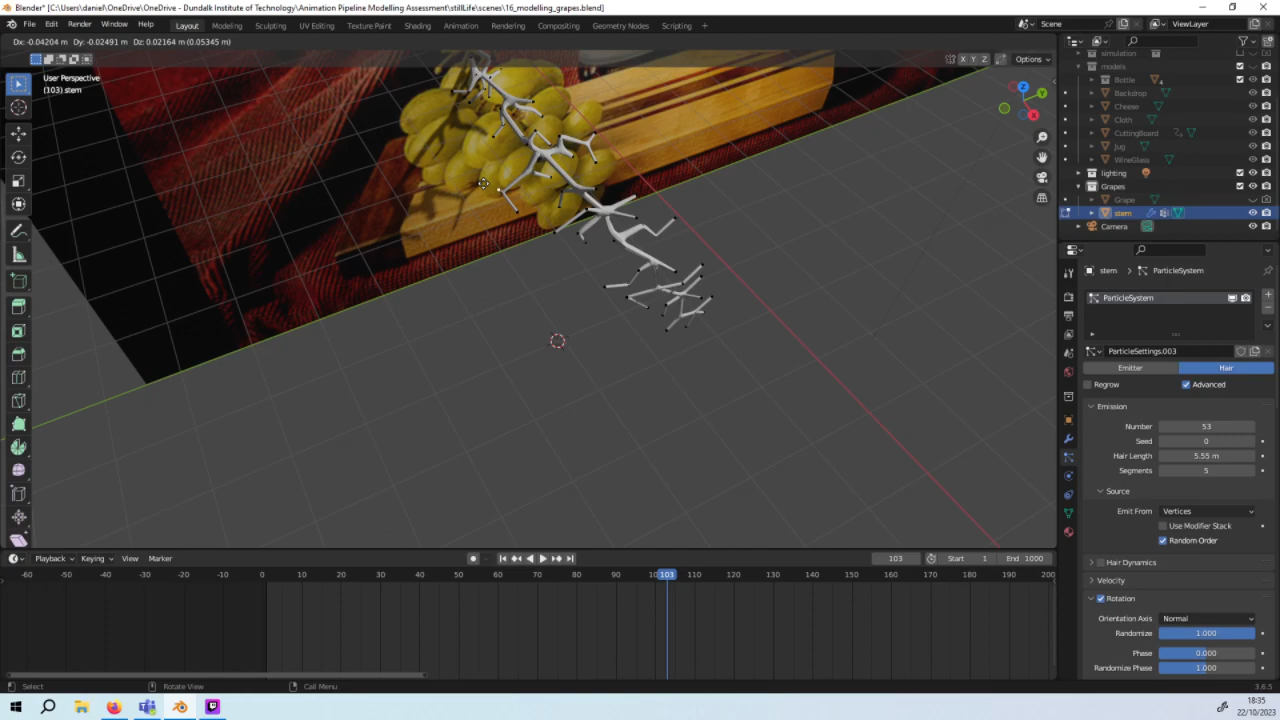 Blender* [C:\Users\daniel\OneDrive\OneDrive - Dundalk Institute of Technology\Animation Pipeline Modelling Assessment\stillLife\scenes\16_modelling_grapes.blend]
File Edit Render Window Help Layout Modeling Sculpting UV Editing Texture Paint Shading Animation Rendering Compositing Geometry Nodes Scripting + Scene ViewLayer
Dx: -0.04204 m Dy: -0.02491 m Dz: 0.02164 m (0.05345 m)
X Y Z Options
User Perspective
(103) stem
simulation
models
Bottle
Backdrop
Cheese
Cloth
CuttingBoard
Jug
WineGlass
lighting
Grapes
Grape
stem
Camera
Z
Y
X
stem > ParticleSystem
ParticleSystem
ParticleSettings.003
Emitter Hair
Regrow Advanced
Emission
Number 53
Seed 0
Hair Length 5.55 m
Segments 5
Source
Emit From Vertices
Use Modifier Stack
Random Order
Hair Dynamics
Velocity
Rotation
Orientation Axis Normal
Randomize 1.000
Phase 0.000
Randomize Phase 1.000
Playback Keying View Marker 103 Start 1 End 1000
-60 -50 -40 -30 -20 -10 0 10 20 30 40 50 60 70 80 90 103 110 120 130 140 150 160 170 180 190 200
Select Rotate View Call Menu 3.6.5
18:35
22/10/2023